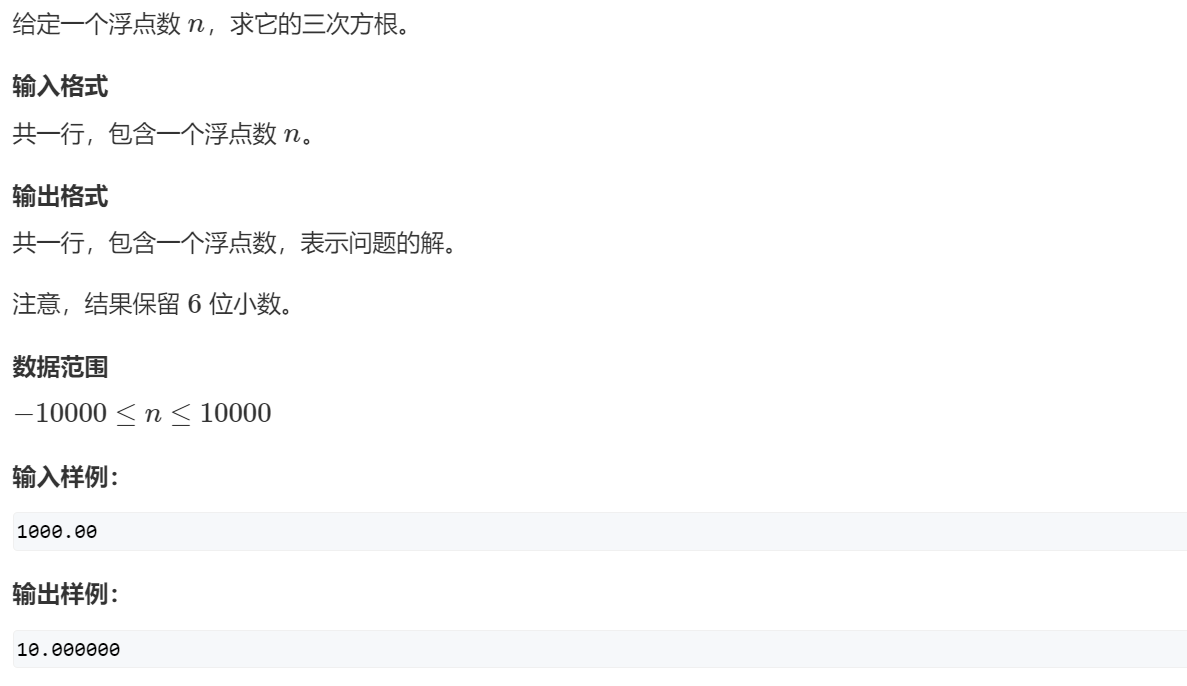 给定一个浮点数 n，求它的三次方根。
输入格式
共一行，包含一个浮点数 n。
输出格式
共一行，包含一个浮点数，表示问题的解。
注意，结果保留 6 位小数。
数据范围
−10000 ≤ n ≤ 10000
输入样例：
1000.00
输出样例：
10.000000